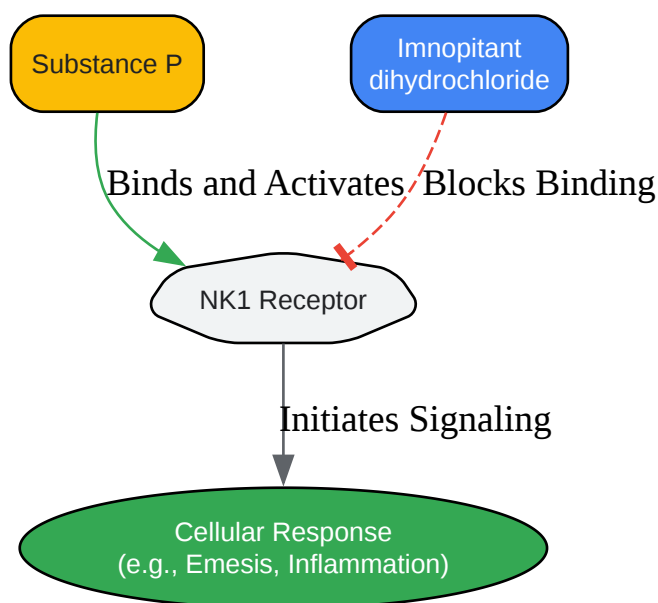 Substance P
Imnopitant
dihydrochloride
Binds and Activates
Blocks Binding
NK1 Receptor
Initiates Signaling
Cellular Response
(e.g., Emesis, Inflammation)